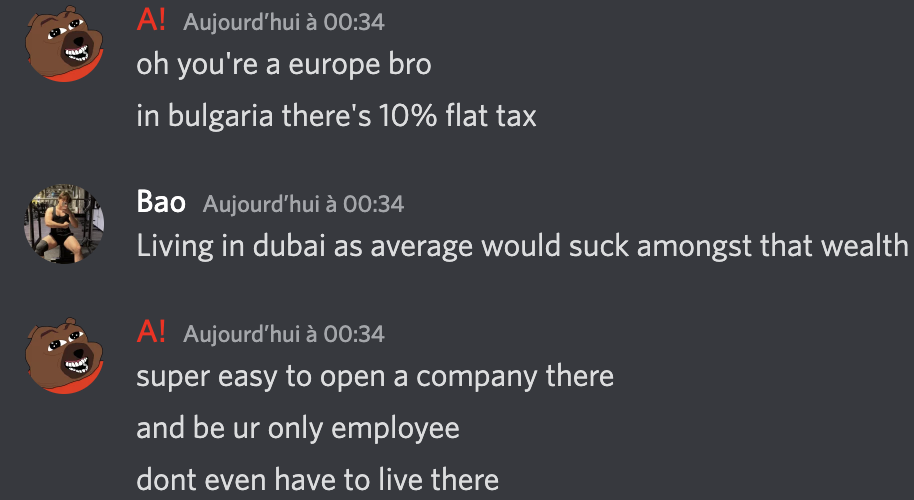 A! Aujourd'hui à 00:34
oh you're a europe bro
in bulgaria there's 10% flat tax
Bao Aujourd'hui à 00:34
Living in dubai as average would suck amongst that wealth
A! Aujourd'hui à 00:34
super easy to open a company there
and be ur only employee
dont even have to live there